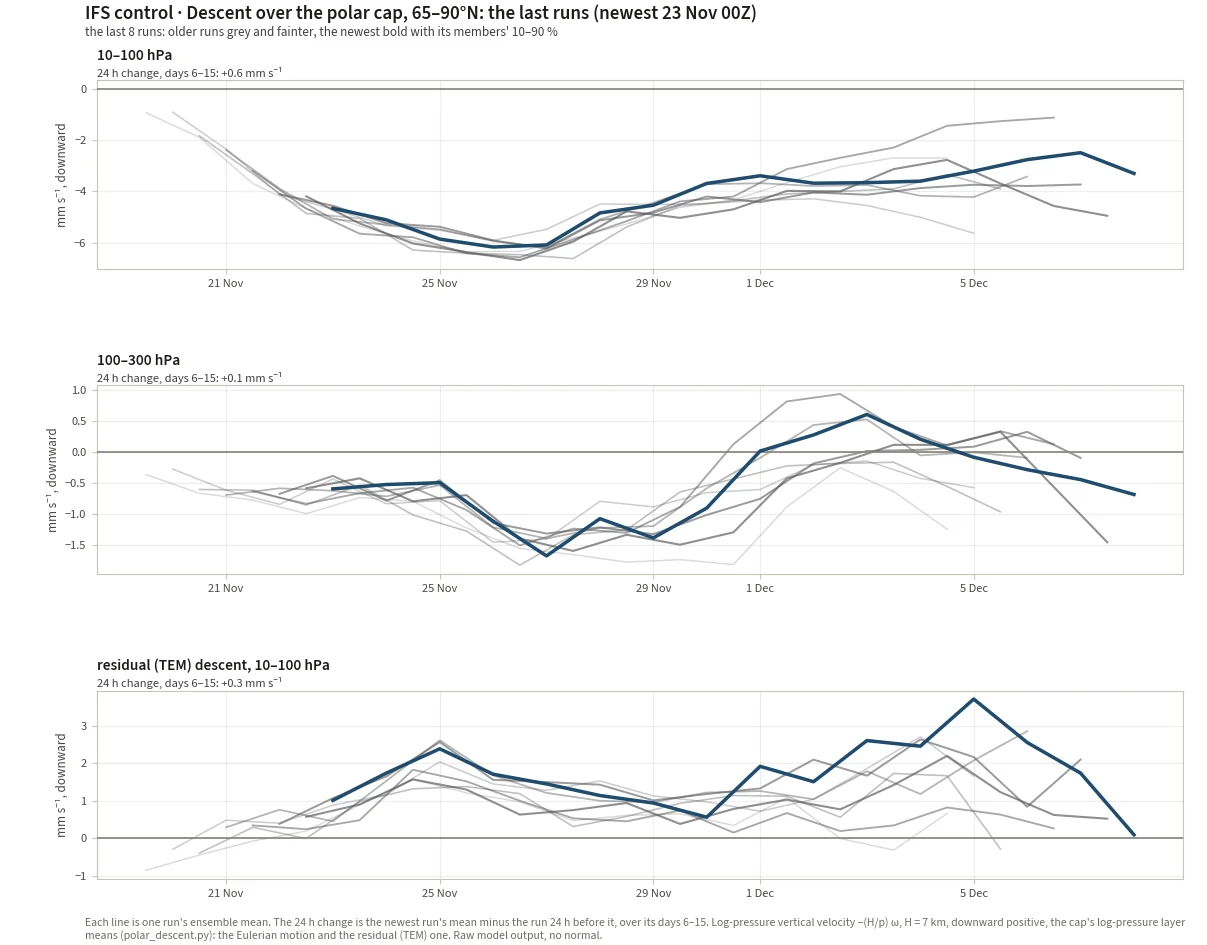 IFS control · Descent over the polar cap, 65–90°N: the last runs (newest 23 Nov 00Z)
the last 8 runs: older runs grey and fainter, the newest bold with its members' 10–90 %
10–100 hPa
24 h change, days 6–15: +0.6 mm s⁻¹
mm s⁻¹, downward
0
−2
−4
−6
21 Nov
25 Nov
29 Nov
1 Dec
5 Dec
100–300 hPa
24 h change, days 6–15: +0.1 mm s⁻¹
mm s⁻¹, downward
1.0
0.5
0.0
−0.5
−1.0
−1.5
21 Nov
25 Nov
29 Nov
1 Dec
5 Dec
residual (TEM) descent, 10–100 hPa
24 h change, days 6–15: +0.3 mm s⁻¹
mm s⁻¹, downward
3
2
1
0
−1
21 Nov
25 Nov
29 Nov
1 Dec
5 Dec
Each line is one run's ensemble mean. The 24 h change is the newest run's mean minus the run 24 h before it, over its days 6–15. Log-pressure vertical velocity −(H/p) ω, H = 7 km, downward positive, the cap's log-pressure layer
means (polar_descent.py): the Eulerian motion and the residual (TEM) one. Raw model output, no normal.